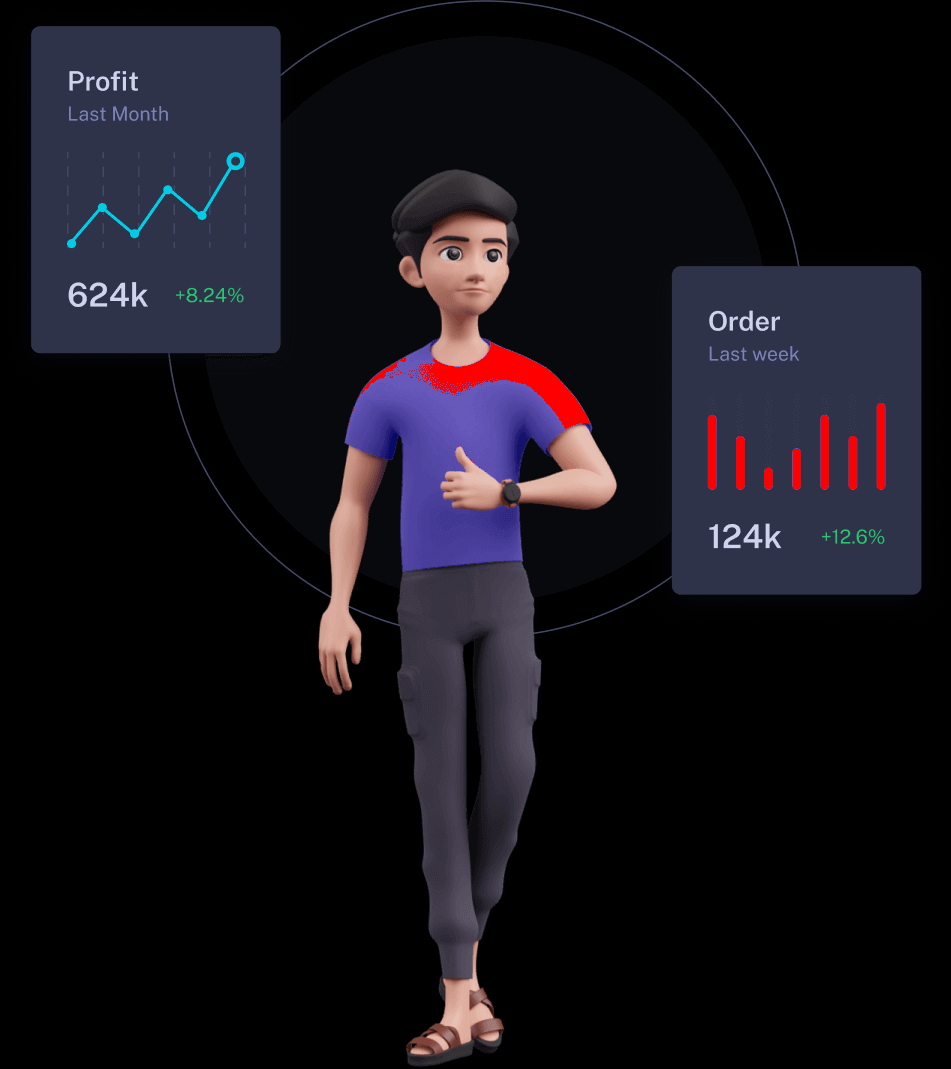 Profit
Last Month
624k +8.24%
Order
Last week
124k +12.6%